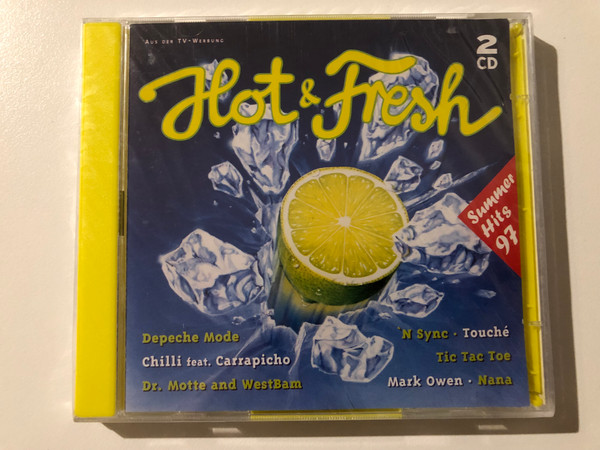 Aus der TV-Werbung
2
CD
Hot & Fresh
Summer
Hits
97
Depeche Mode
Chilli feat. Carrapicho
Dr. Motte and WestBam
N Sync · Touché
Tic Tac Toe
Mark Owen · Nana